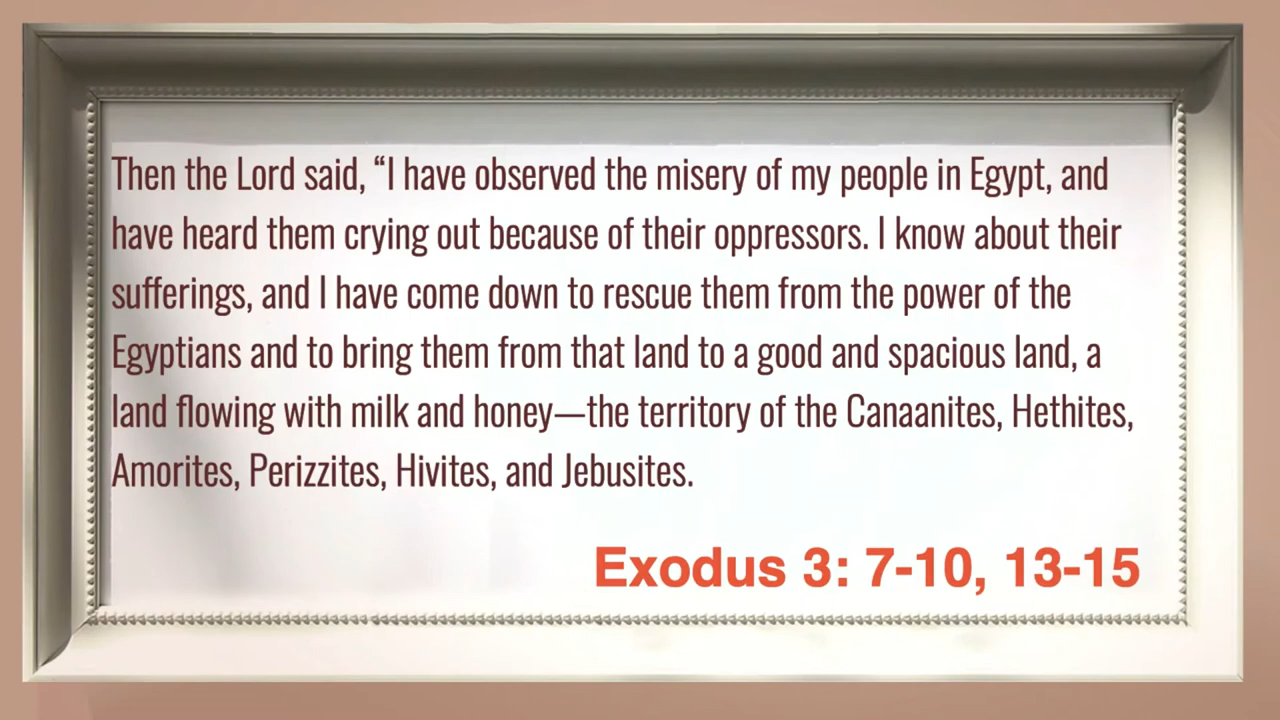 Then the Lord said, “I have observed the misery of my people in Egypt, and
have heard them crying out because of their oppressors. I know about their
sufferings, and I have come down to rescue them from the power of the
Egyptians and to bring them from that land to a good and spacious land, a
land flowing with milk and honey—the territory of the Canaanites, Hethites,
Amorites, Perizzites, Hivites, and Jebusites.
Exodus 3: 7-10, 13-15